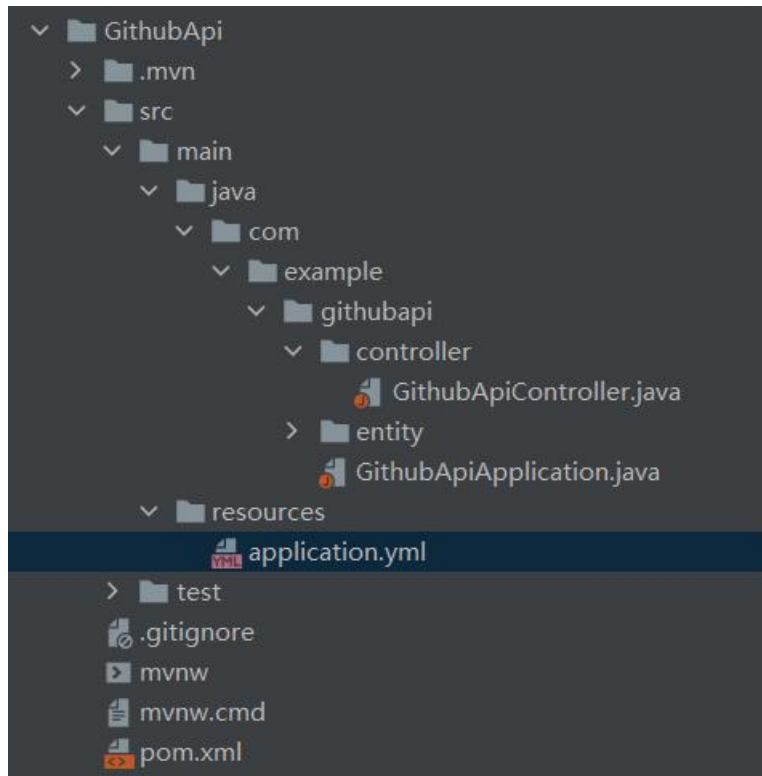 GithubApi
.mvn
src
main
java
com
example
githubapi
controller
GithubApiController.java
entity
GithubApiApplication.java
resources
application.yml
test
.gitignore
mvnw
mvnw.cmd
pom.xml